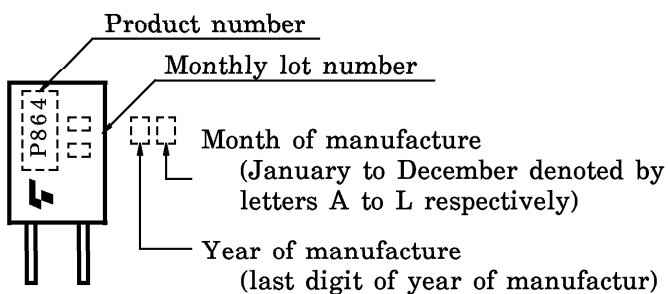 Product number
Monthly lot number
P864
Month of manufacture
(January to December denoted by
letters A to L respectively)
Year of manufacture
(last digit of year of manufactur)